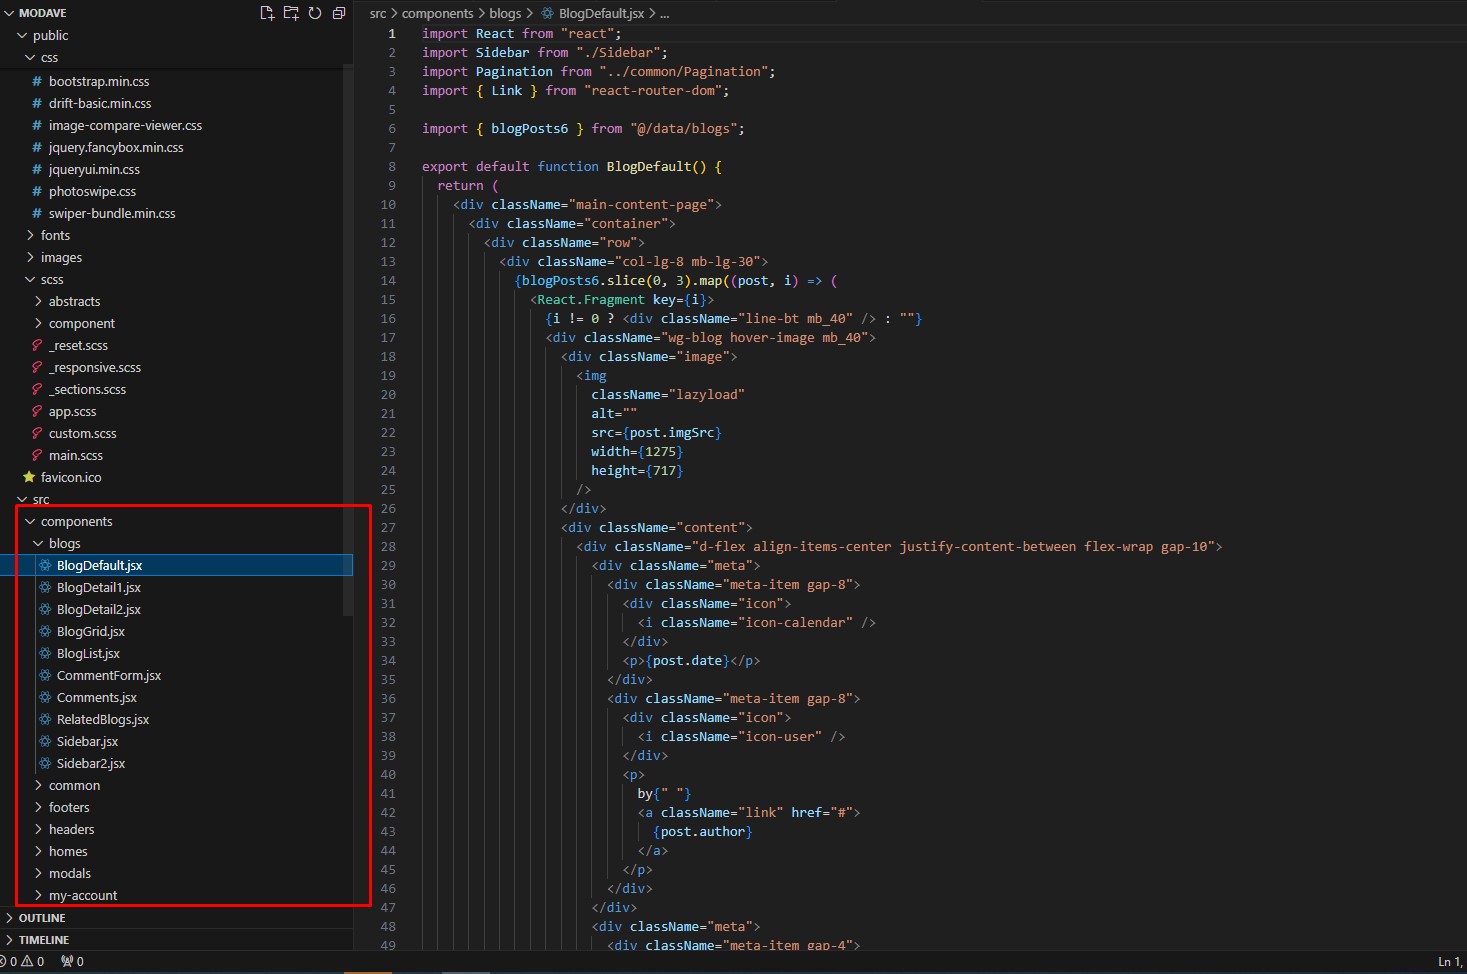 MODAVE
public
css
bootstrap.min.css
drift-basic.min.css
image-compare-viewer.css
jquery.fancybox.min.css
jqueryui.min.css
photoswipe.css
swiper-bundle.min.css
fonts
images
scss
abstracts
component
_reset.scss
_responsive.scss
_sections.scss
app.scss
custom.scss
main.scss
favicon.ico
src
components
blogs
BlogDefault.jsx
BlogDetail1.jsx
BlogDetail2.jsx
BlogGrid.jsx
BlogList.jsx
CommentForm.jsx
Comments.jsx
RelatedBlogs.jsx
Sidebar.jsx
Sidebar2.jsx
common
footers
headers
homes
modals
my-account
OUTLINE
TIMELINE
0 0 0
src > components > blogs > BlogDefault.jsx > ...
1 import React from "react";
2 import Sidebar from "./Sidebar";
3 import Pagination from "../common/Pagination";
4 import { Link } from "react-router-dom";
5
6 import { blogPosts6 } from "@/data/blogs";
7
8 export default function BlogDefault() {
9 return (
10 <div className="main-content-page">
11 <div className="container">
12 <div className="row">
13 <div className="col-lg-8 mb-lg-30">
14 {blogPosts6.slice(0, 3).map((post, i) => (
15 <React.Fragment key={i}>
16 {i != 0 ? <div className="line-bt mb_40" /> : ""}
17 <div className="wg-blog hover-image mb_40">
18 <div className="image">
19 <img
20 className="lazyload"
21 alt=""
22 src={post.imgSrc}
23 width={1275}
24 height={717}
25 />
26 </div>
27 <div className="content">
28 <div className="d-flex align-items-center justify-content-between flex-wrap gap-10">
29 <div className="meta">
30 <div className="meta-item gap-8">
31 <div className="icon">
32 <i className="icon-calendar" />
33 </div>
34 <p>{post.date}</p>
35 </div>
36 <div className="meta-item gap-8">
37 <div className="icon">
38 <i className="icon-user" />
39 </div>
40 <p>
41 by{" "}
42 <a className="link" href="#">
43 {post.author}
44 </a>
45 </p>
46 </div>
47 </div>
48 <div className="meta">
49 <div className="meta-item gap-4">
Ln 1,